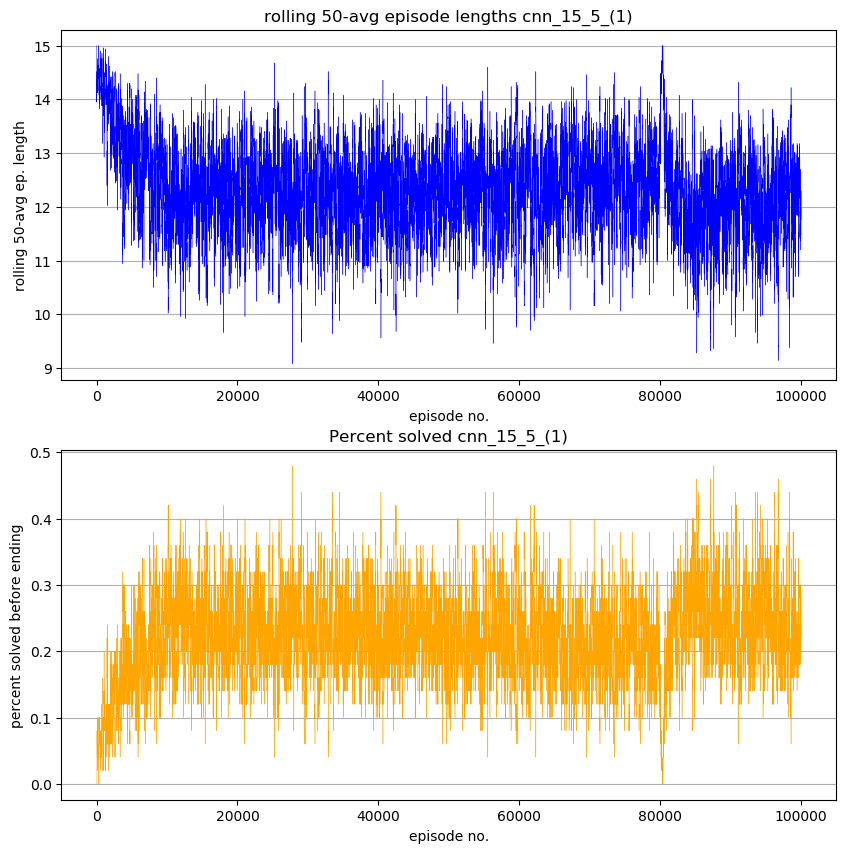 rolling 50-avg episode lengths cnn_15_5_(1)
15
14
13
12
11
10
9
rolling 50-avg ep. length
0 20000 40000 60000 80000 100000
episode no.
Percent solved cnn_15_5_(1)
0.5
0.4
0.3
0.2
0.1
0.0
percent solved before ending
0 20000 40000 60000 80000 100000
episode no.